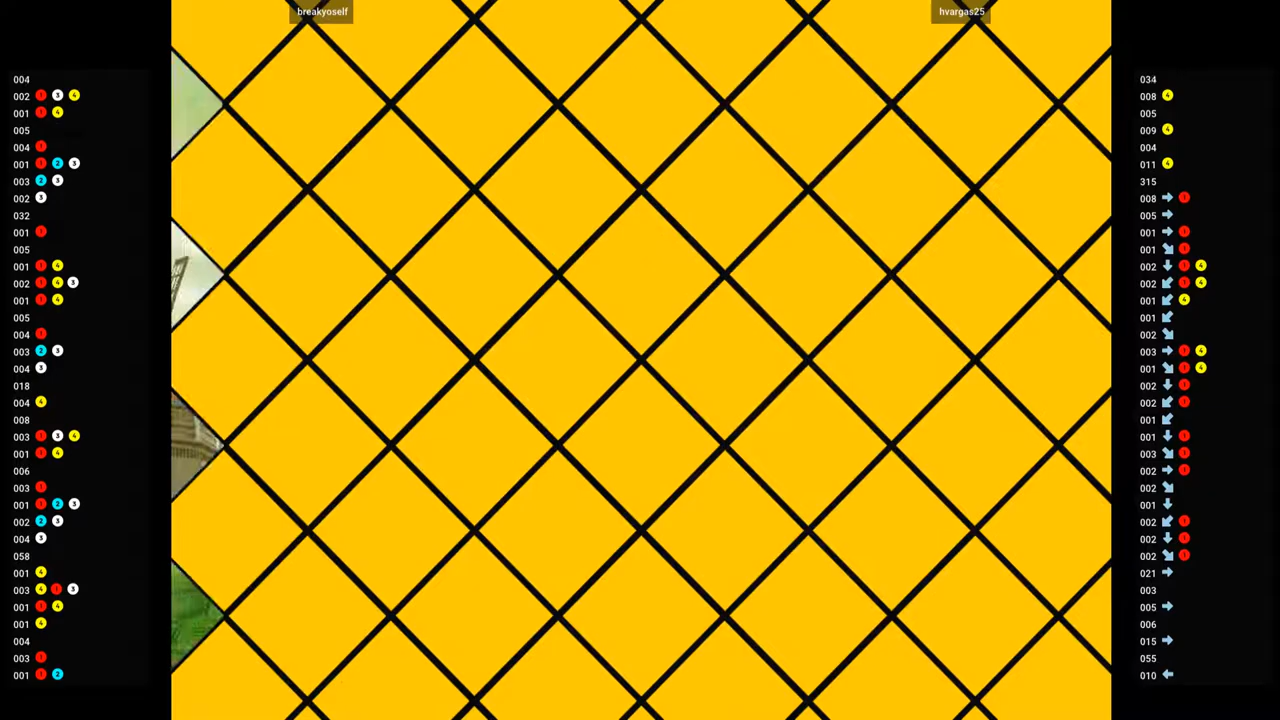 breakyoself
hvargas25
004
002 1 3 4
001 1 4
005
004 1
001 1 2 3
003 2 3
002 3
032
001 1
005
001 1 4
002 1 4 3
001 1 4
005
004 1
003 2 3
004 3
018
004 4
008
003 1 3 4
001 1 4
006
003 1
001 1 2 3
002 2 3
004 3
058
001 4
003 4 1 3
001 1 4
001 4
004
003 1
001 1 2
034
008 4
005
009 4
004
011 4
315
008 → 1
005 →
001 → 1
001 ↘ 1
002 ↓ 1 4
002 ↙ 1 4
001 ↙ 4
001 ↙
002 ↘
003 → 1 4
001 ↘ 1 4
002 ↓ 1
002 ↙ 1
001 ↙
001 ↓ 1
003 ↘ 1
002 → 1
002 ↘
001 ↓
002 ↙ 1
002 ↓ 1
002 ↘ 1
021 →
003
005 →
006
015 →
055
010 ←